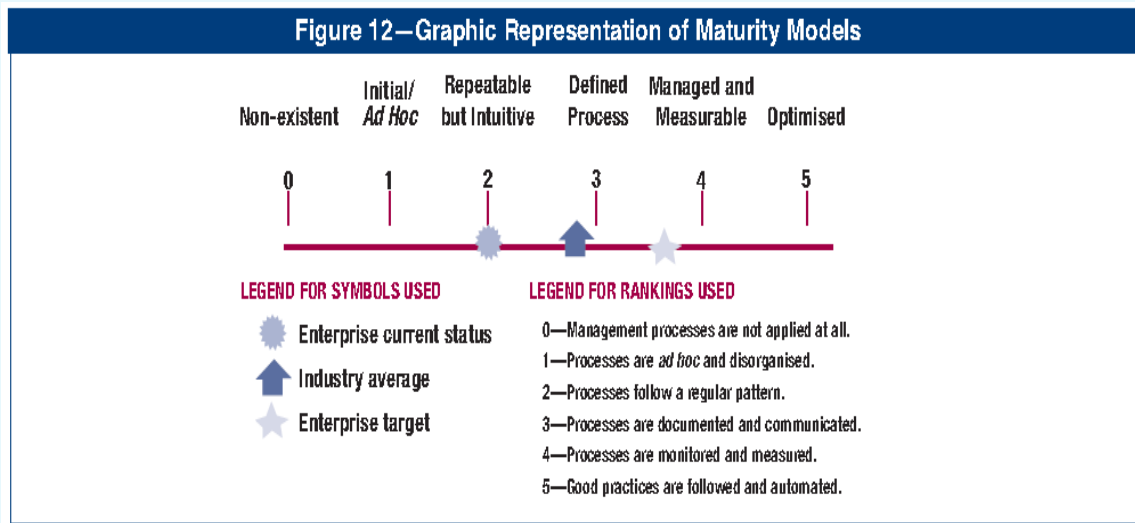 Figure 12—Graphic Representation of Maturity Models
Non-existent
Initial/
Ad Hoc
Repeatable
but Intuitive
Defined
Process
Managed and
Measurable
Optimised
0 1 2 3 4 5
LEGEND FOR SYMBOLS USED
Enterprise current status
Industry average
Enterprise target
LEGEND FOR RANKINGS USED
0—Management processes are not applied at all.
1—Processes are ad hoc and disorganised.
2—Processes follow a regular pattern.
3—Processes are documented and communicated.
4—Processes are monitored and measured.
5—Good practices are followed and automated.